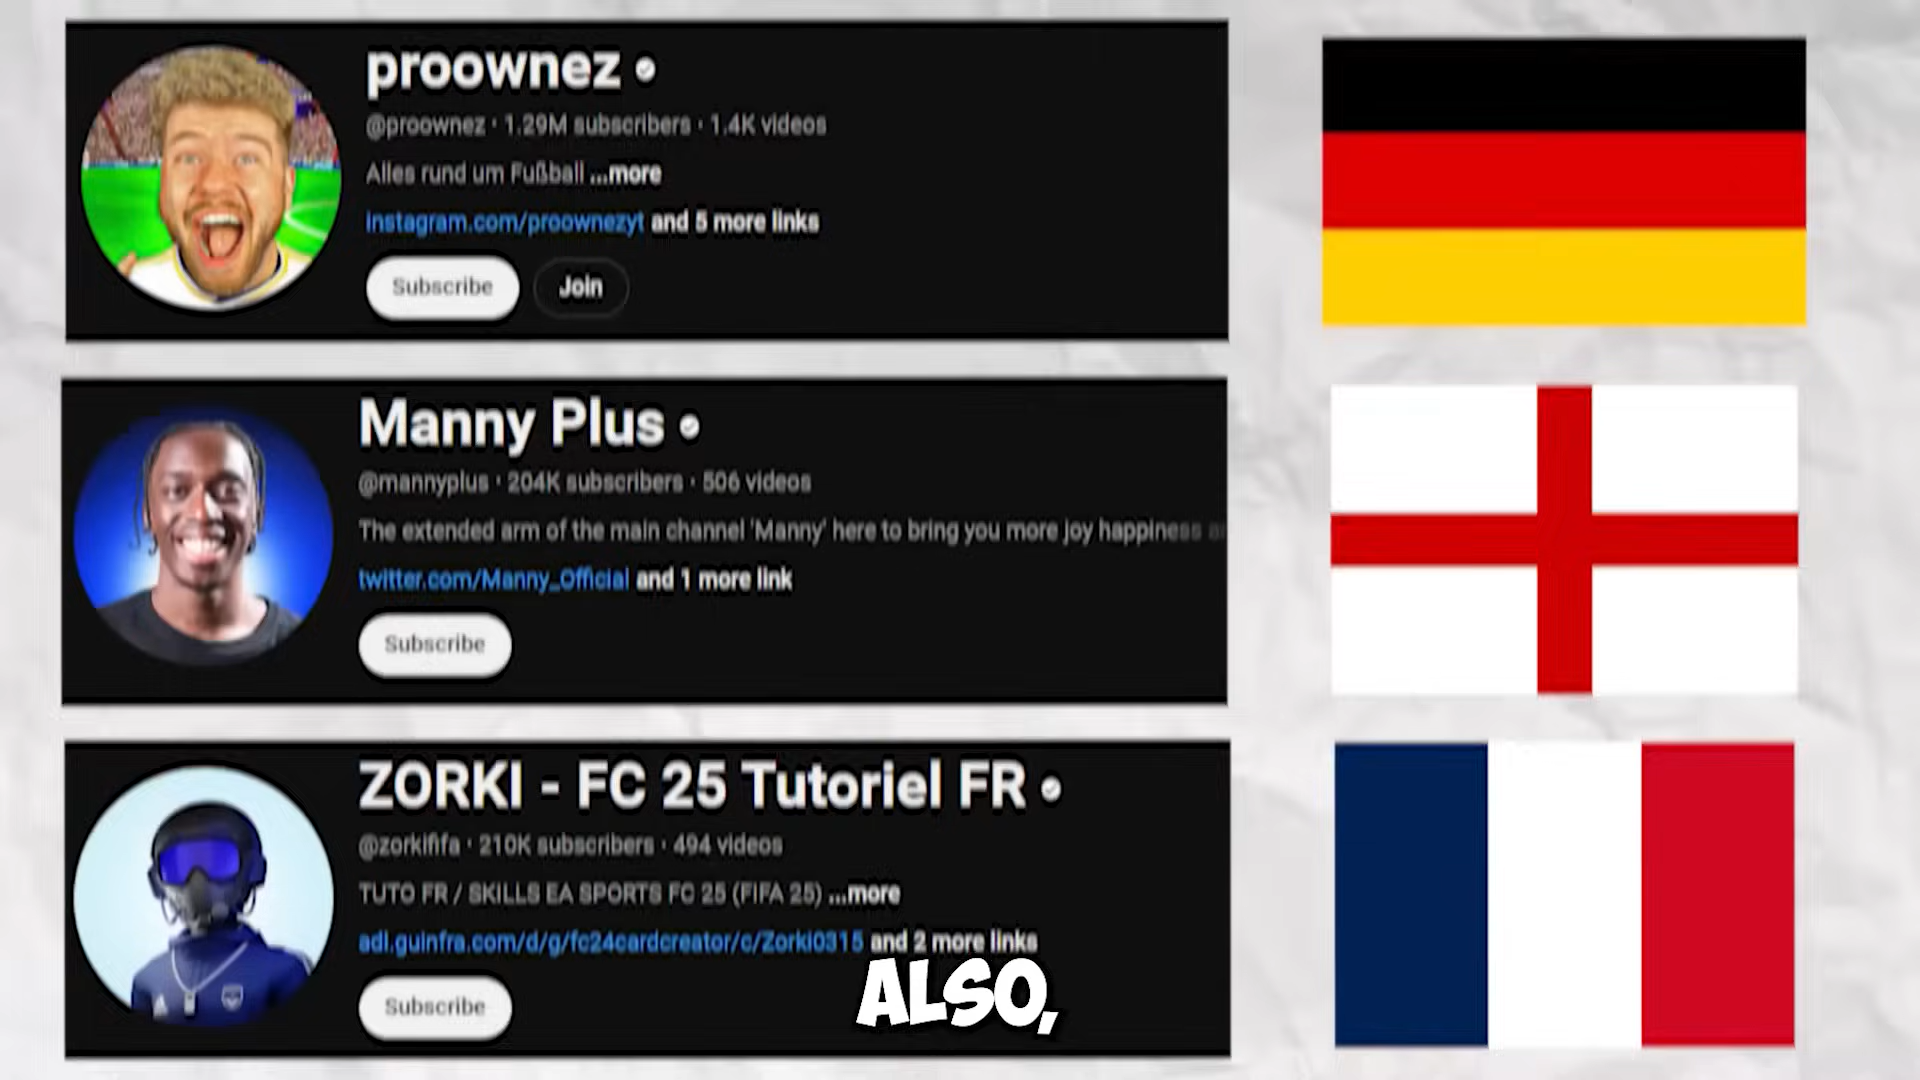 proownez
@proownez · 1.29M subscribers · 1.4K videos
Alles rund um Fußball ...more
instagram.com/proownezyt and 5 more links
Subscribe Join
Manny Plus
@mannyplus · 204K subscribers · 506 videos
The extended arm of the main channel 'Manny' here to bring you more joy happiness
twitter.com/Manny_Official and 1 more link
Subscribe
ZORKI - FC 25 Tutoriel FR
@zorkififa · 210K subscribers · 494 videos
TUTO FR / SKILLS EA SPORTS FC 25 (FIFA 25) ...more
adl.guinfra.com/d/g/fc24cardcreator/c/Zorki0315 and 2 more links
Subscribe
ALSO,